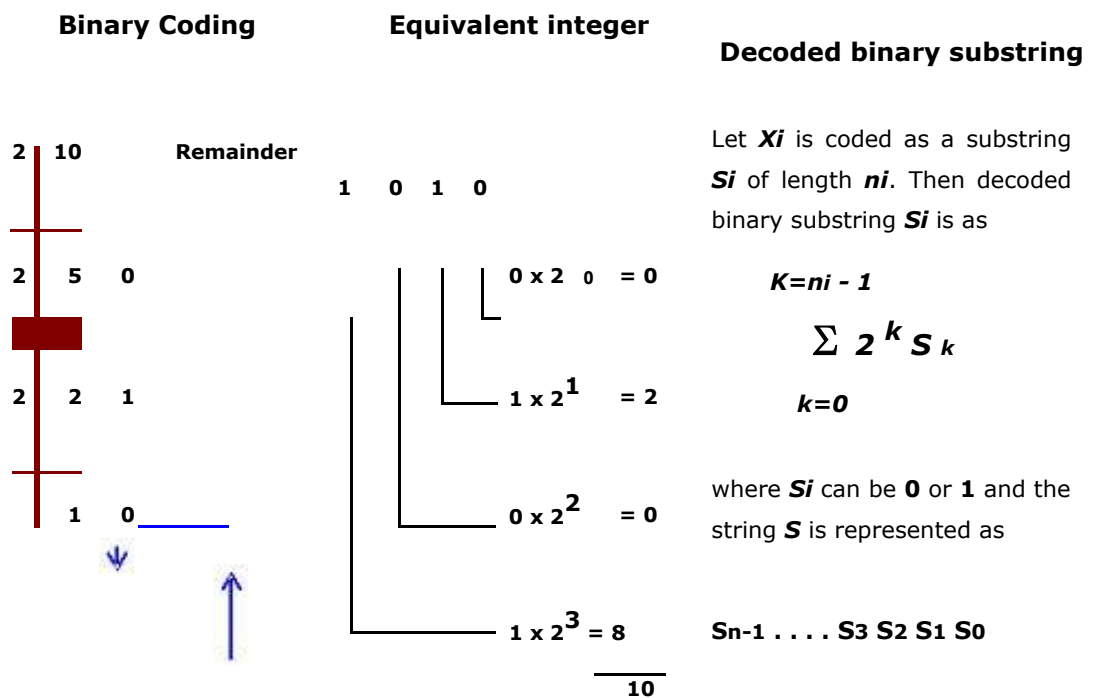 Binary Coding
Equivalent integer
Decoded binary substring
2 10 Remainder
2 5 0
2 2 1
1 0
1 0 1 0
0 x 2 0 = 0
1 x 2^1 = 2
0 x 2^2 = 0
1 x 2^3 = 8
10
Let Xi is coded as a substring
Si of length ni. Then decoded
binary substring Si is as
K=ni - 1
Σ 2 ^k S k
k=0
where Si can be 0 or 1 and the
string S is represented as
Sn-1 . . . . S3 S2 S1 S0